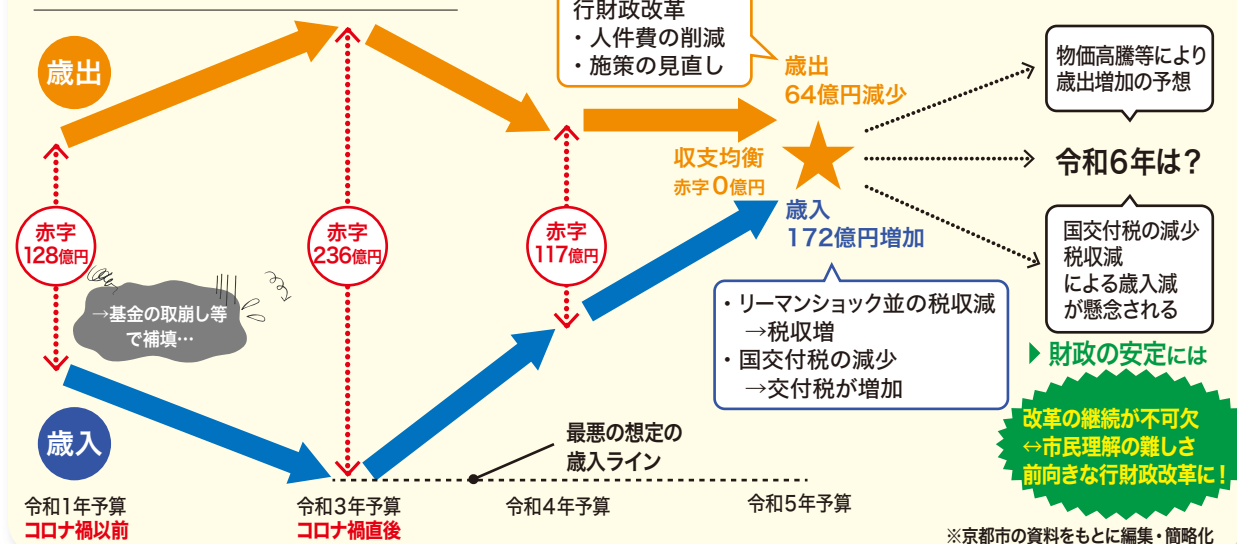 行財政改革
・人件費の削減
・施策の見直し
歳出
歳出
64億円減少
物価高騰等により
歳出増加の予想
収支均衡
赤字0億円
令和6年は？
歳入
172億円増加
赤字
128億円
赤字
236億円
赤字
117億円
国交付税の減少
税収減
による歳入減
が懸念される
→基金の取崩し等
で補填…
・リーマンショック並の税収減
→税収増
・国交付税の減少
→交付税が増加
▶財政の安定には
改革の継続が不可欠
↔市民理解の難しさ
前向きな行財政改革に！
歳入
最悪の想定の
歳入ライン
令和1年予算
コロナ禍以前
令和3年予算
コロナ禍直後
令和4年予算
令和5年予算
※京都市の資料をもとに編集・簡略化